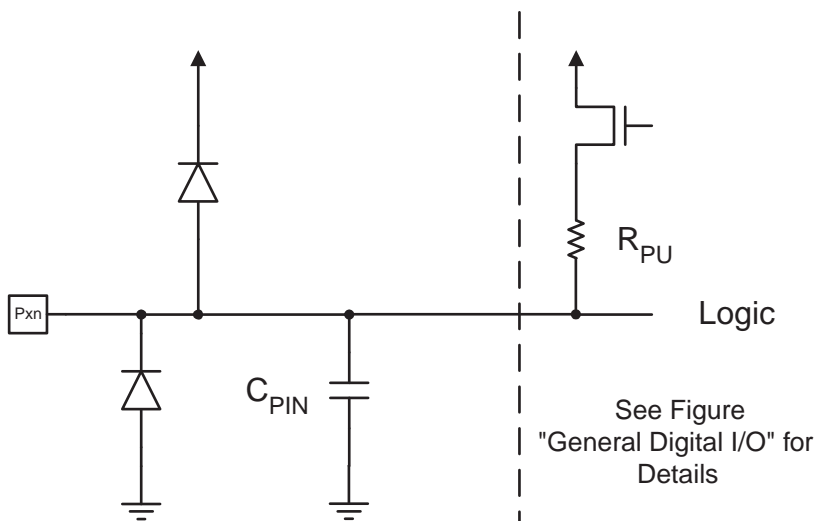 R_PU
Pxn
Logic
C_PIN
See Figure
"General Digital I/O" for
Details